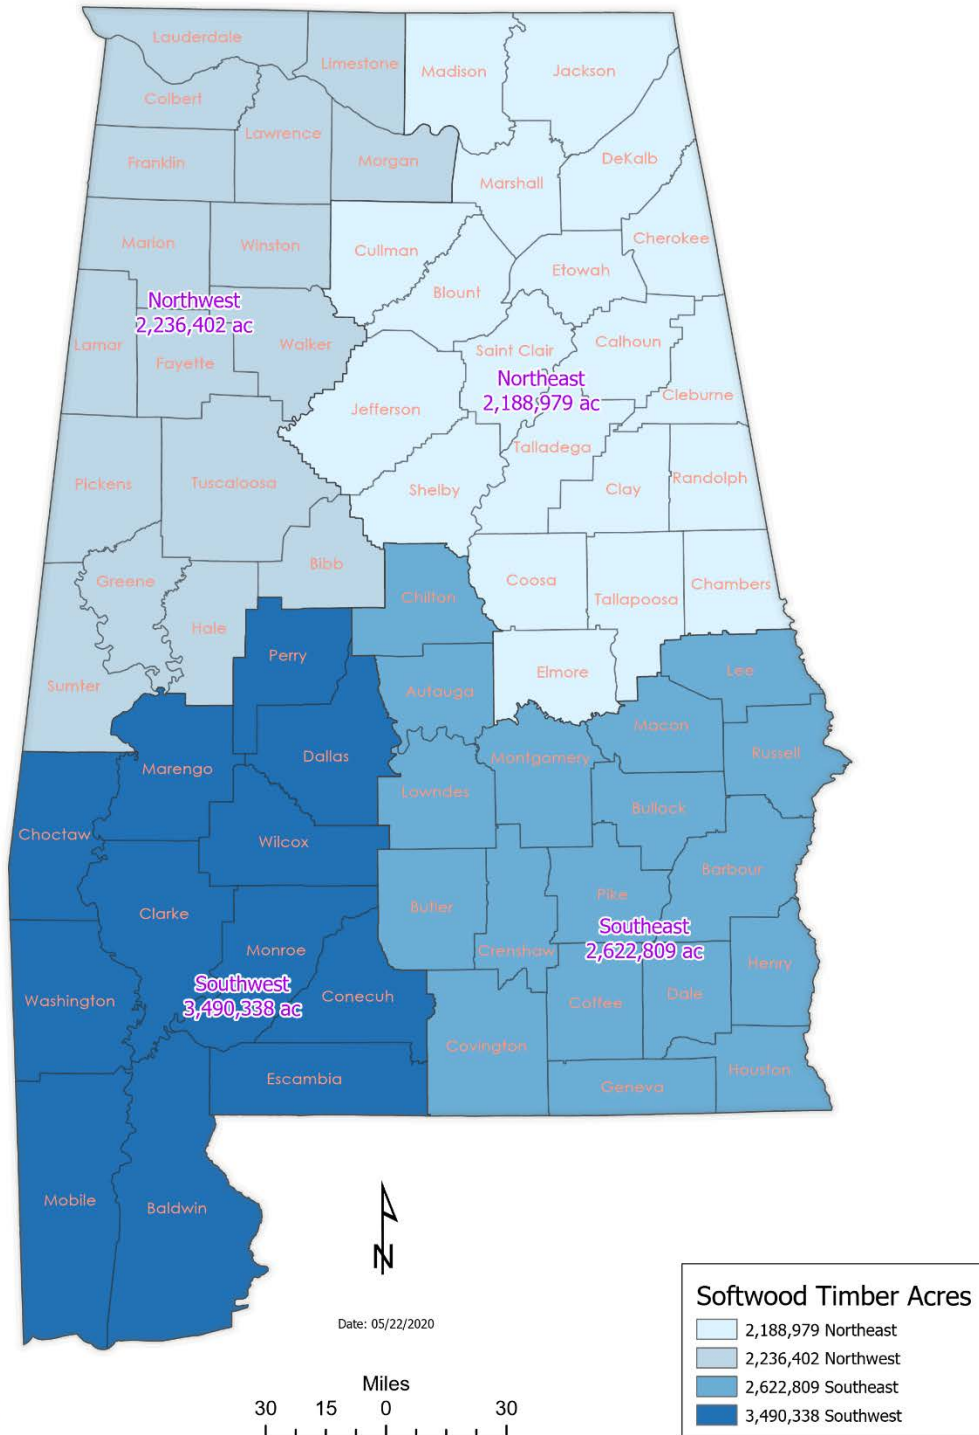 Lauderdale
Limestone
Madison
Jackson
Colbert
Lawrence
Franklin
Morgan
Marshall
DeKalb
Marion
Winston
Cullman
Cherokee
Etowah
Blount
Northwest
2,236,402 ac
Lamar
Fayette
Walker
Saint Clair
Calhoun
Northeast
2,188,979 ac
Cleburne
Jefferson
Talladega
Pickens
Tuscaloosa
Shelby
Clay
Randolph
Greene
Bibb
Coosa
Tallapoosa
Chambers
Chilton
Hale
Perry
Sumter
Autauga
Elmore
Lee
Macon
Marengo
Dallas
Montgomery
Russell
Lowndes
Bullock
Choctaw
Wilcox
Barbour
Clarke
Butler
Pike
Southeast
2,622,809 ac
Monroe
Crenshaw
Henry
Southwest
3,490,338 ac
Washington
Conecuh
Coffee
Dale
Covington
Escambia
Geneva
Houston
Mobile
Baldwin
N
Date: 05/22/2020
Miles
30 15 0 30
Softwood Timber Acres
2,188,979 Northeast
2,236,402 Northwest
2,622,809 Southeast
3,490,338 Southwest